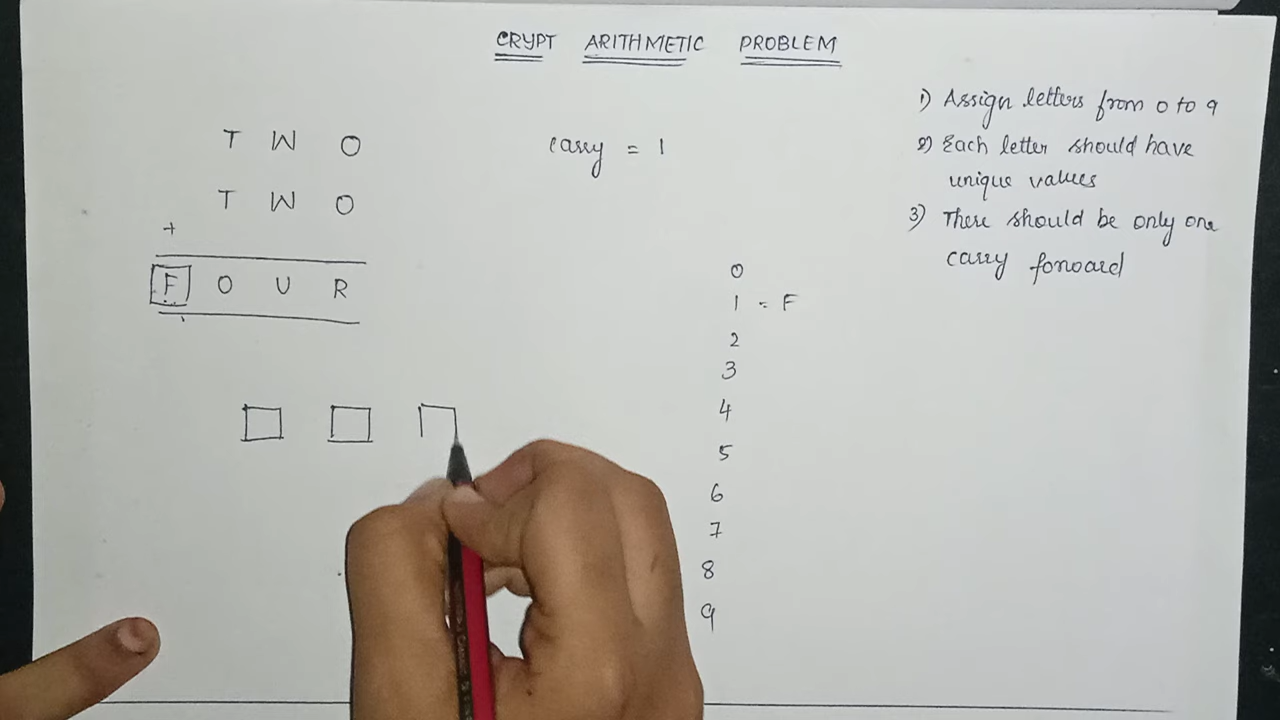 CRYPT ARITHMETIC PROBLEM
T W O
T W O
+
F O U R
carry = 1
0
1 = F
2
3
4
5
6
7
8
9
1) Assign letters from 0 to 9
2) Each letter should have
unique values
3) There should be only one
carry forward